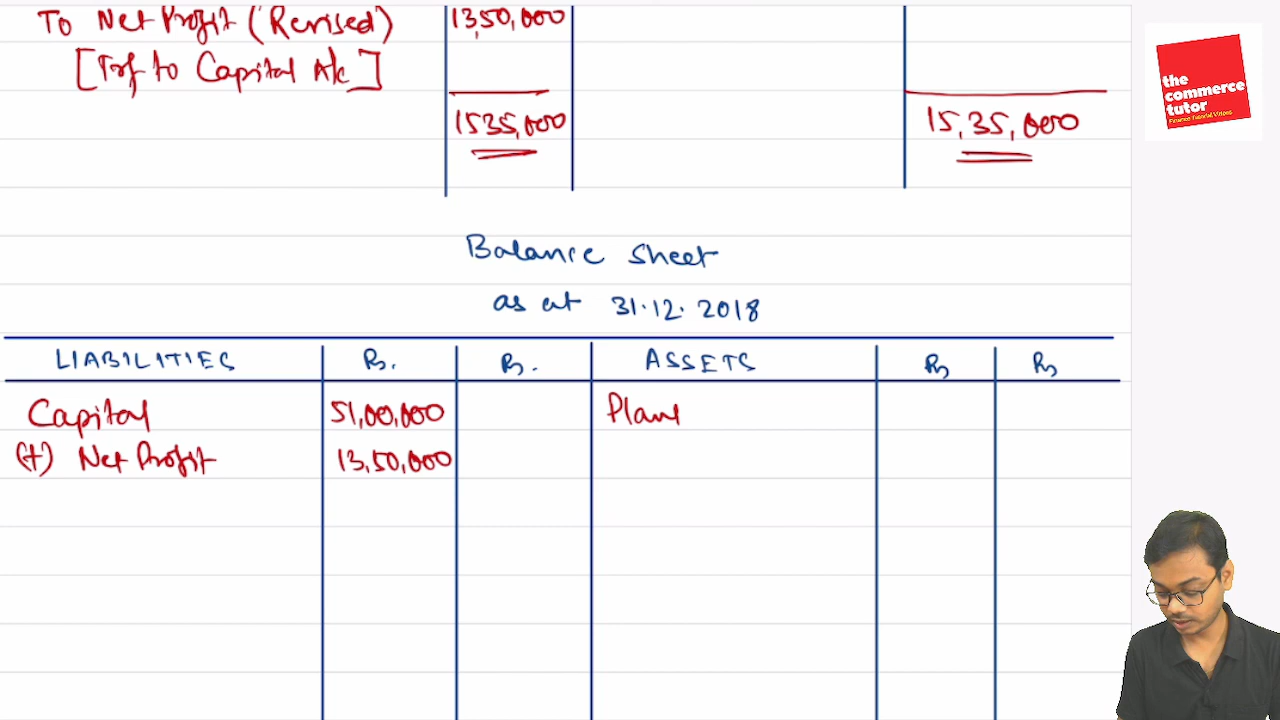 To Net Profit (Revised) 13,50,000
[Trf to Capital A/c]
1535,000 15,35,000
the
commerce
tutor
Balance Sheet
as at 31.12.2018
LIABILITIES Rs. Rs. ASSETS Rs Rs
Capital 51,00,000 Plant
(+) Net Profit 13,50,000